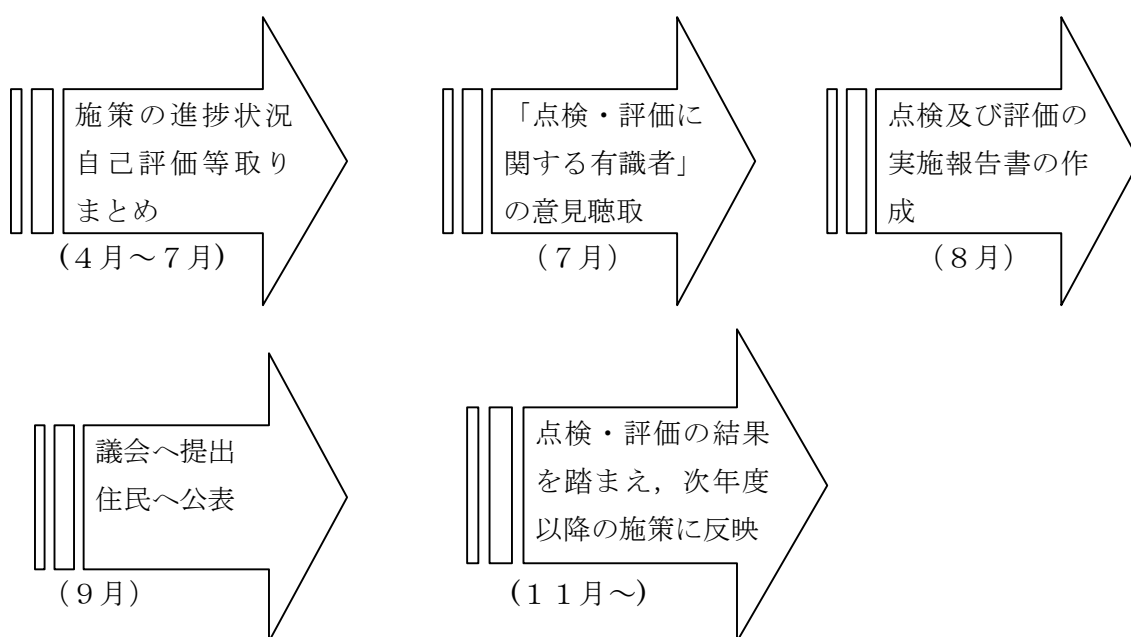 施策の進捗状況
自己評価等取り
まとめ
(４月～７月)
「点検・評価に
関する有識者」
の意見聴取
（７月）
点検及び評価の
実施報告書の作
成
（８月）
議会へ提出
住民へ公表
（９月）
点検・評価の結果
を踏まえ，次年度
以降の施策に反映
(１１月～)